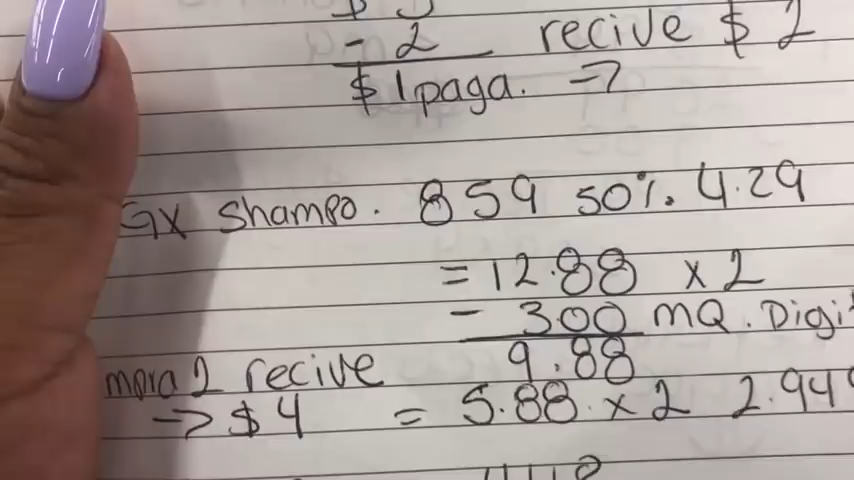 - 2 recive $ 2
$ 1 paga. →
GX Shampo. 859 50%. 4.29
= 12.88 x 2
- 300 MQ. Digi
9.88
mpra 2 recive
→ $4 = 5.88 x 2 2.94